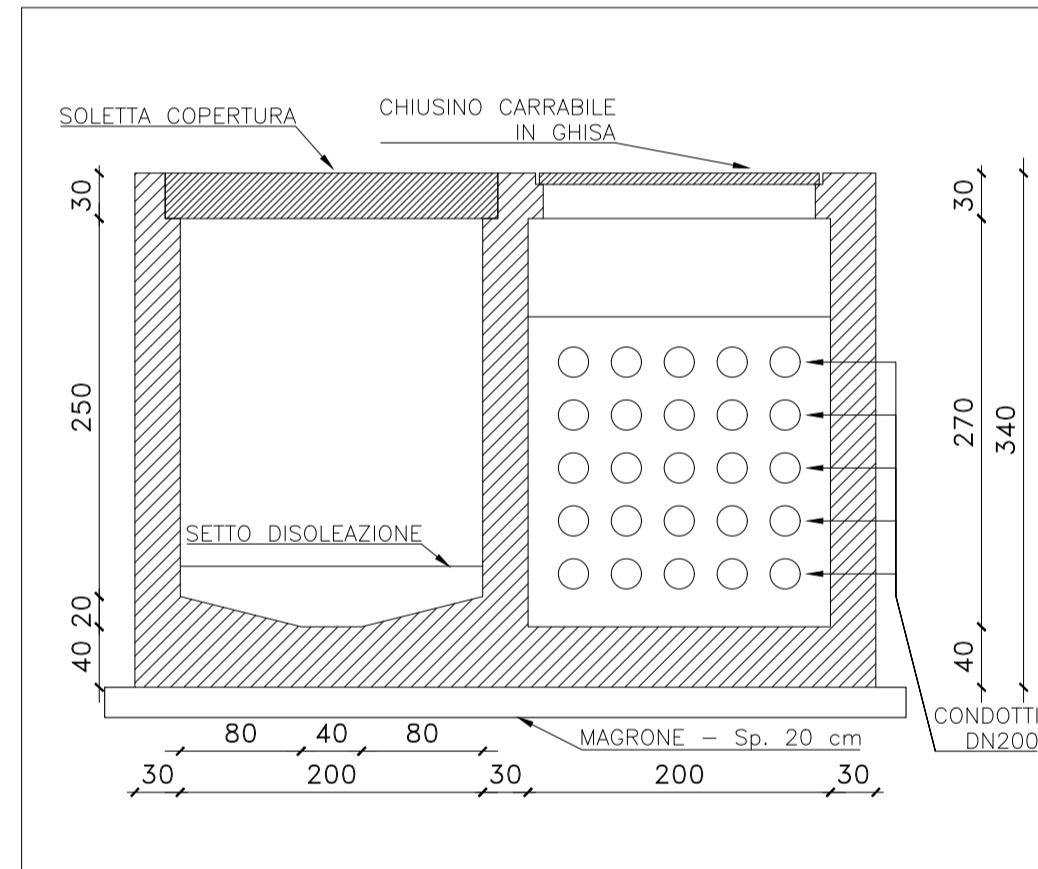 SOLETTA COPERTURA
CHIUSINO CARRABILE
IN GHISA
30
250
20
40
30
270
340
40
SETTO DISOLEAZIONE
CONDOTTI
DN200
MAGRONE - Sp. 20 cm
80
40
80
30
200
30
200
30